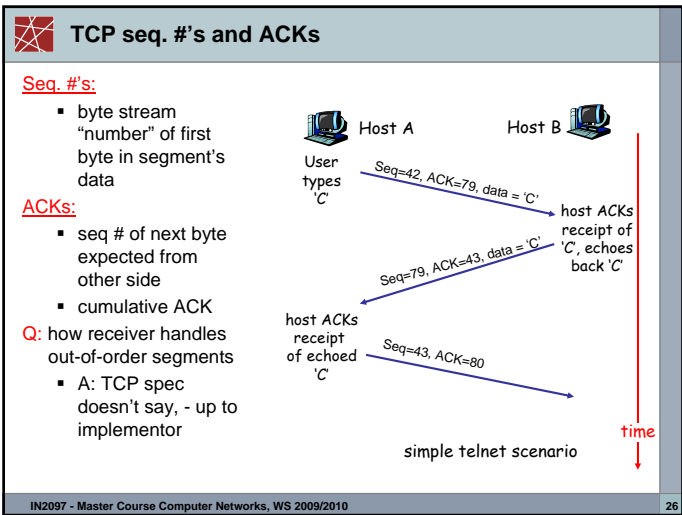 TCP seq. #'s and ACKs
Seq. #'s:
▪ byte stream
“number” of first
byte in segment's
data
ACKs:
▪ seq # of next byte
expected from
other side
▪ cumulative ACK
Q: how receiver handles
out-of-order segments
▪ A: TCP spec
doesn't say, - up to
implementor
Host A
Host B
User
types
‘C’
Seq=42, ACK=79, data = ‘C’
host ACKs
receipt of
‘C’, echoes
back ‘C’
Seq=79, ACK=43, data = ‘C’
host ACKs
receipt
of echoed
‘C’
Seq=43, ACK=80
time
simple telnet scenario
IN2097 - Master Course Computer Networks, WS 2009/2010
26